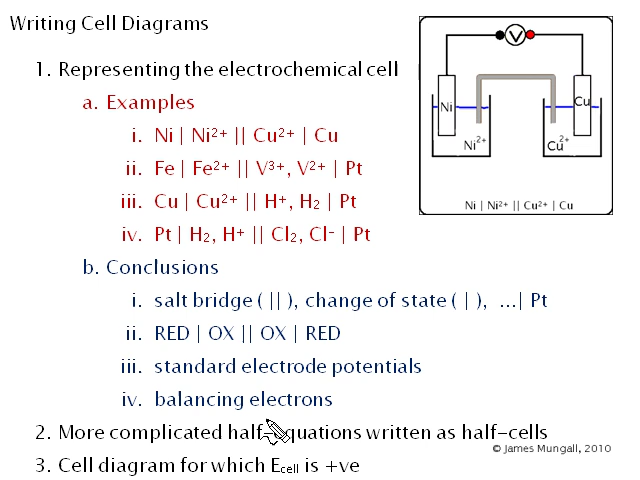 Writing Cell Diagrams
1. Representing the electrochemical cell
a. Examples
i. Ni | Ni²⁺ || Cu²⁺ | Cu
ii. Fe | Fe²⁺ || V³⁺, V²⁺ | Pt
iii. Cu | Cu²⁺ || H⁺, H₂ | Pt
iv. Pt | H₂, H⁺ || Cl₂, Cl⁻ | Pt
b. Conclusions
i. salt bridge ( || ), change of state ( | ), ...| Pt
ii. RED | OX || OX | RED
iii. standard electrode potentials
iv. balancing electrons
2. More complicated half-equations written as half-cells
3. Cell diagram for which Ecell is +ve
V
Ni
Cu
Ni²⁺
Cu²⁺
Ni | Ni²⁺ || Cu²⁺ | Cu
© James Mungall, 2010